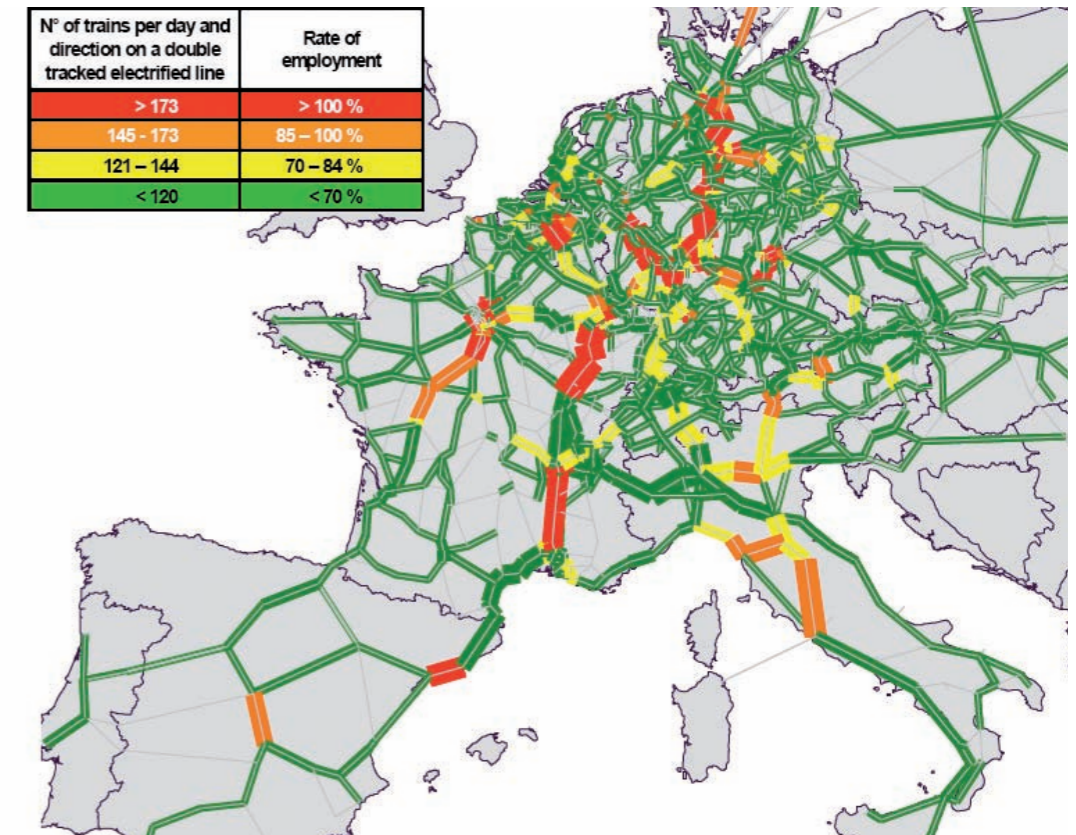 N° of trains per day and
direction on a double
tracked electrified line
Rate of
employment
> 173
> 100 %
145 - 173
85 – 100 %
121 – 144
70 – 84 %
< 120
< 70 %